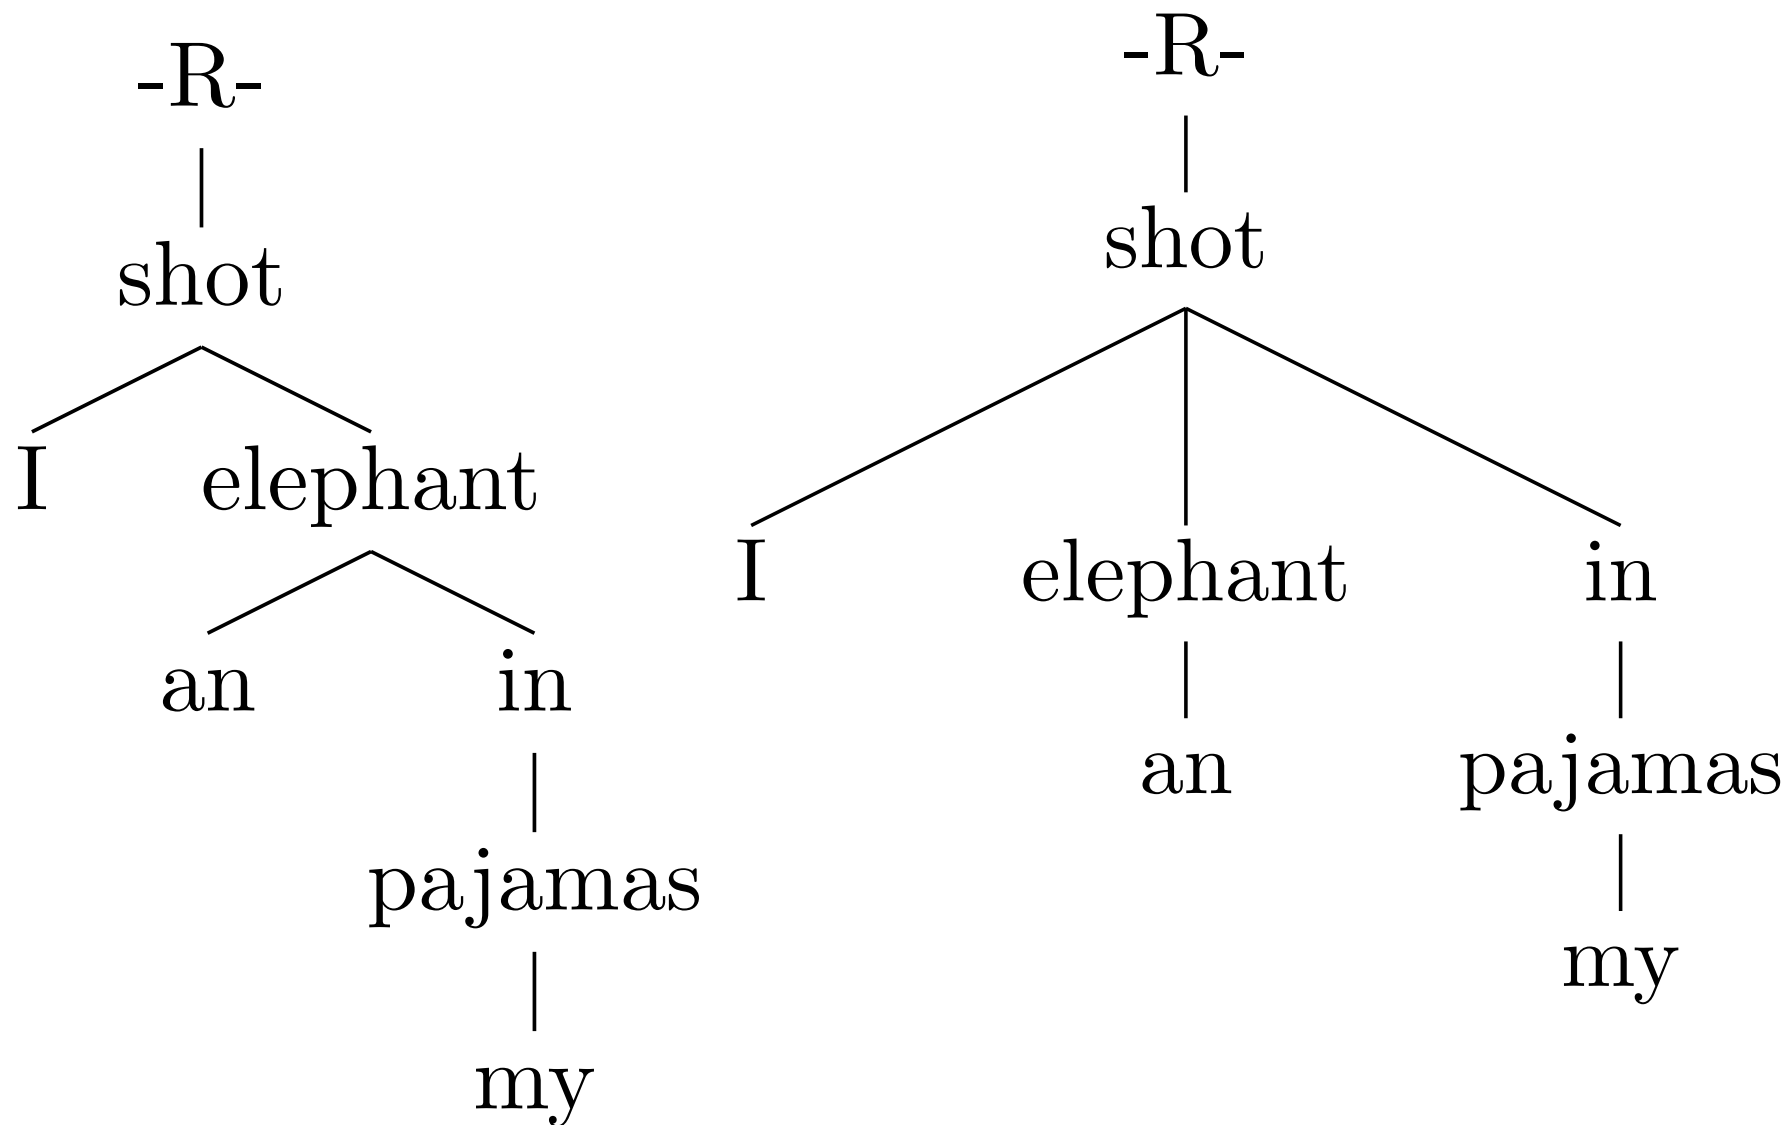 -R-
shot
I elephant
an in
pajamas
my
-R-
shot
I elephant in
an pajamas
my